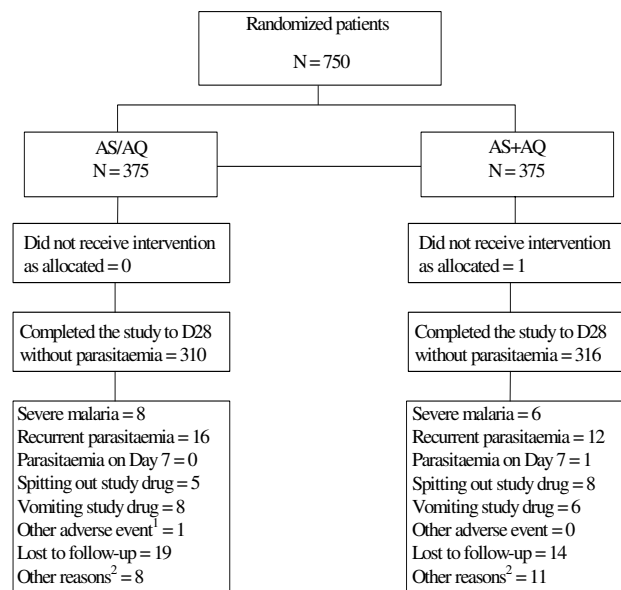 Randomized patients
N = 750
AS/AQ
N = 375
AS+AQ
N = 375
Did not receive intervention
as allocated = 0
Did not receive intervention
as allocated = 1
Completed the study to D28
without parasitaemia = 310
Completed the study to D28
without parasitaemia = 316
Severe malaria = 8
Recurrent parasitaemia = 16
Parasitaemia on Day 7 = 0
Spitting out study drug = 5
Vomiting study drug = 8
Other adverse event¹ = 1
Lost to follow-up = 19
Other reasons² = 8
Severe malaria = 6
Recurrent parasitaemia = 12
Parasitaemia on Day 7 = 1
Spitting out study drug = 8
Vomiting study drug = 6
Other adverse event = 0
Lost to follow-up = 14
Other reasons² = 11